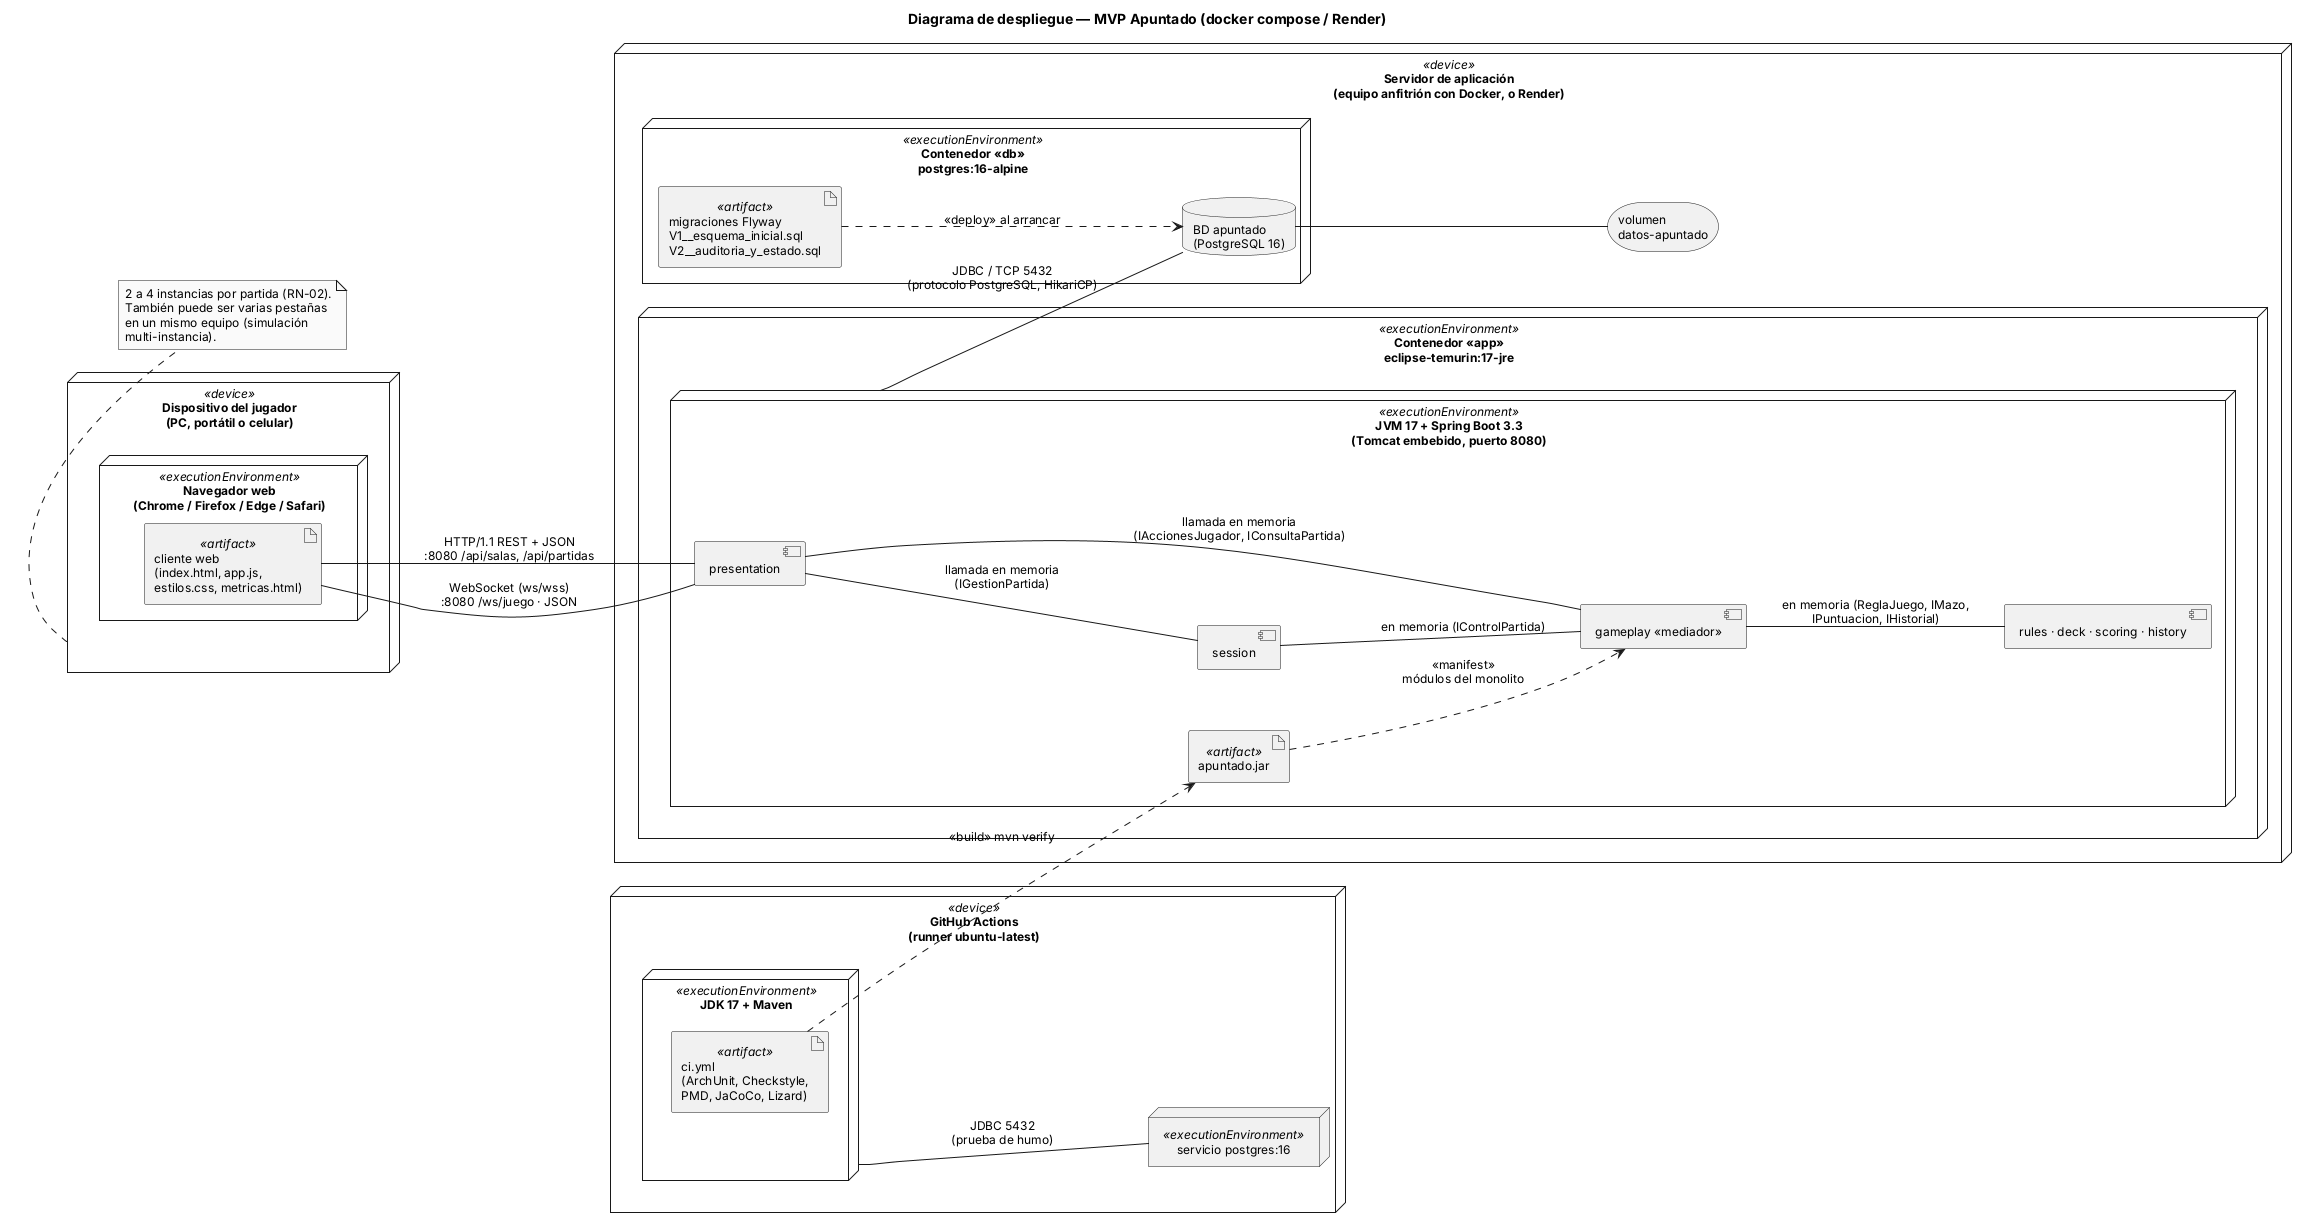 Diagrama de despliegue — MVP Apuntado (docker compose / Render)
«device»
Servidor de aplicación
(equipo anfitrión con Docker, o Render)
«executionEnvironment»
Contenedor «db»
postgres:16-alpine
«artifact»
migraciones Flyway
V1__esquema_inicial.sql
V2__auditoria_y_estado.sql
«deploy» al arrancar
BD apuntado
(PostgreSQL 16)
volumen
datos-apuntado
JDBC / TCP 5432
(protocolo PostgreSQL, HikariCP)
2 a 4 instancias por partida (RN-02).
También puede ser varias pestañas
en un mismo equipo (simulación
multi-instancia).
«device»
Dispositivo del jugador
(PC, portátil o celular)
«executionEnvironment»
Navegador web
(Chrome / Firefox / Edge / Safari)
«artifact»
cliente web
(index.html, app.js,
estilos.css, metricas.html)
HTTP/1.1 REST + JSON
:8080 /api/salas, /api/partidas
WebSocket (ws/wss)
:8080 /ws/juego · JSON
«executionEnvironment»
Contenedor «app»
eclipse-temurin:17-jre
«executionEnvironment»
JVM 17 + Spring Boot 3.3
(Tomcat embebido, puerto 8080)
presentation
llamada en memoria
(IAccionesJugador, IConsultaPartida)
llamada en memoria
(IGestionPartida)
session
en memoria (IControlPartida)
gameplay «mediador»
en memoria (ReglaJuego, IMazo,
IPuntuacion, IHistorial)
rules · deck · scoring · history
«manifest»
módulos del monolito
«artifact»
apuntado.jar
«build» mvn verify
«device»
GitHub Actions
(runner ubuntu-latest)
«executionEnvironment»
JDK 17 + Maven
«artifact»
ci.yml
(ArchUnit, Checkstyle,
PMD, JaCoCo, Lizard)
JDBC 5432
(prueba de humo)
«executionEnvironment»
servicio postgres:16